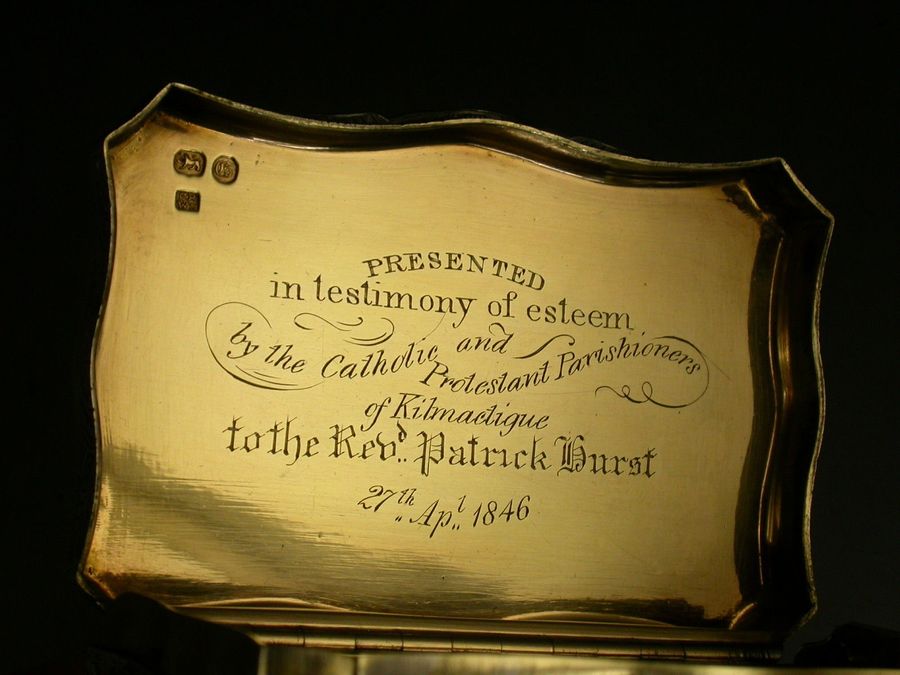 PRESENTED
in testimony of esteem
by the Catholic and Protestant Parishioners
of Kilmactigue
to the Revd. Patrick Hurst
27th Apl 1846